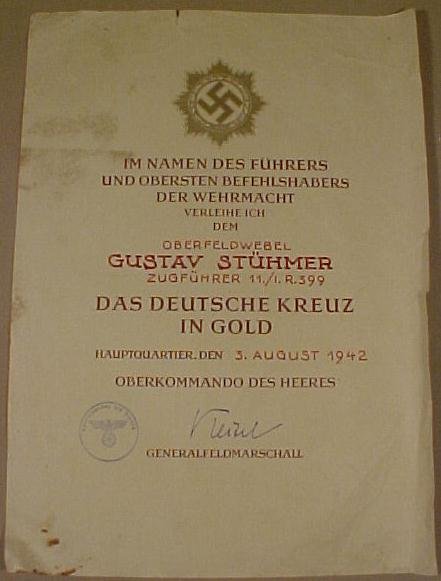 IM NAMEN DES FÜHRERS
UND OBERSTEN BEFEHLSHABERS
DER WEHRMACHT
VERLEIHE ICH
DEM
OBERFELDWEBEL
GUSTAV STÜHMER
ZUGFÜHRER 11./I.R.399
DAS DEUTSCHE KREUZ
IN GOLD
HAUPTQUARTIER, DEN 3. AUGUST 1942
OBERKOMMANDO DES HEERES
Keitel
GENERALFELDMARSCHALL